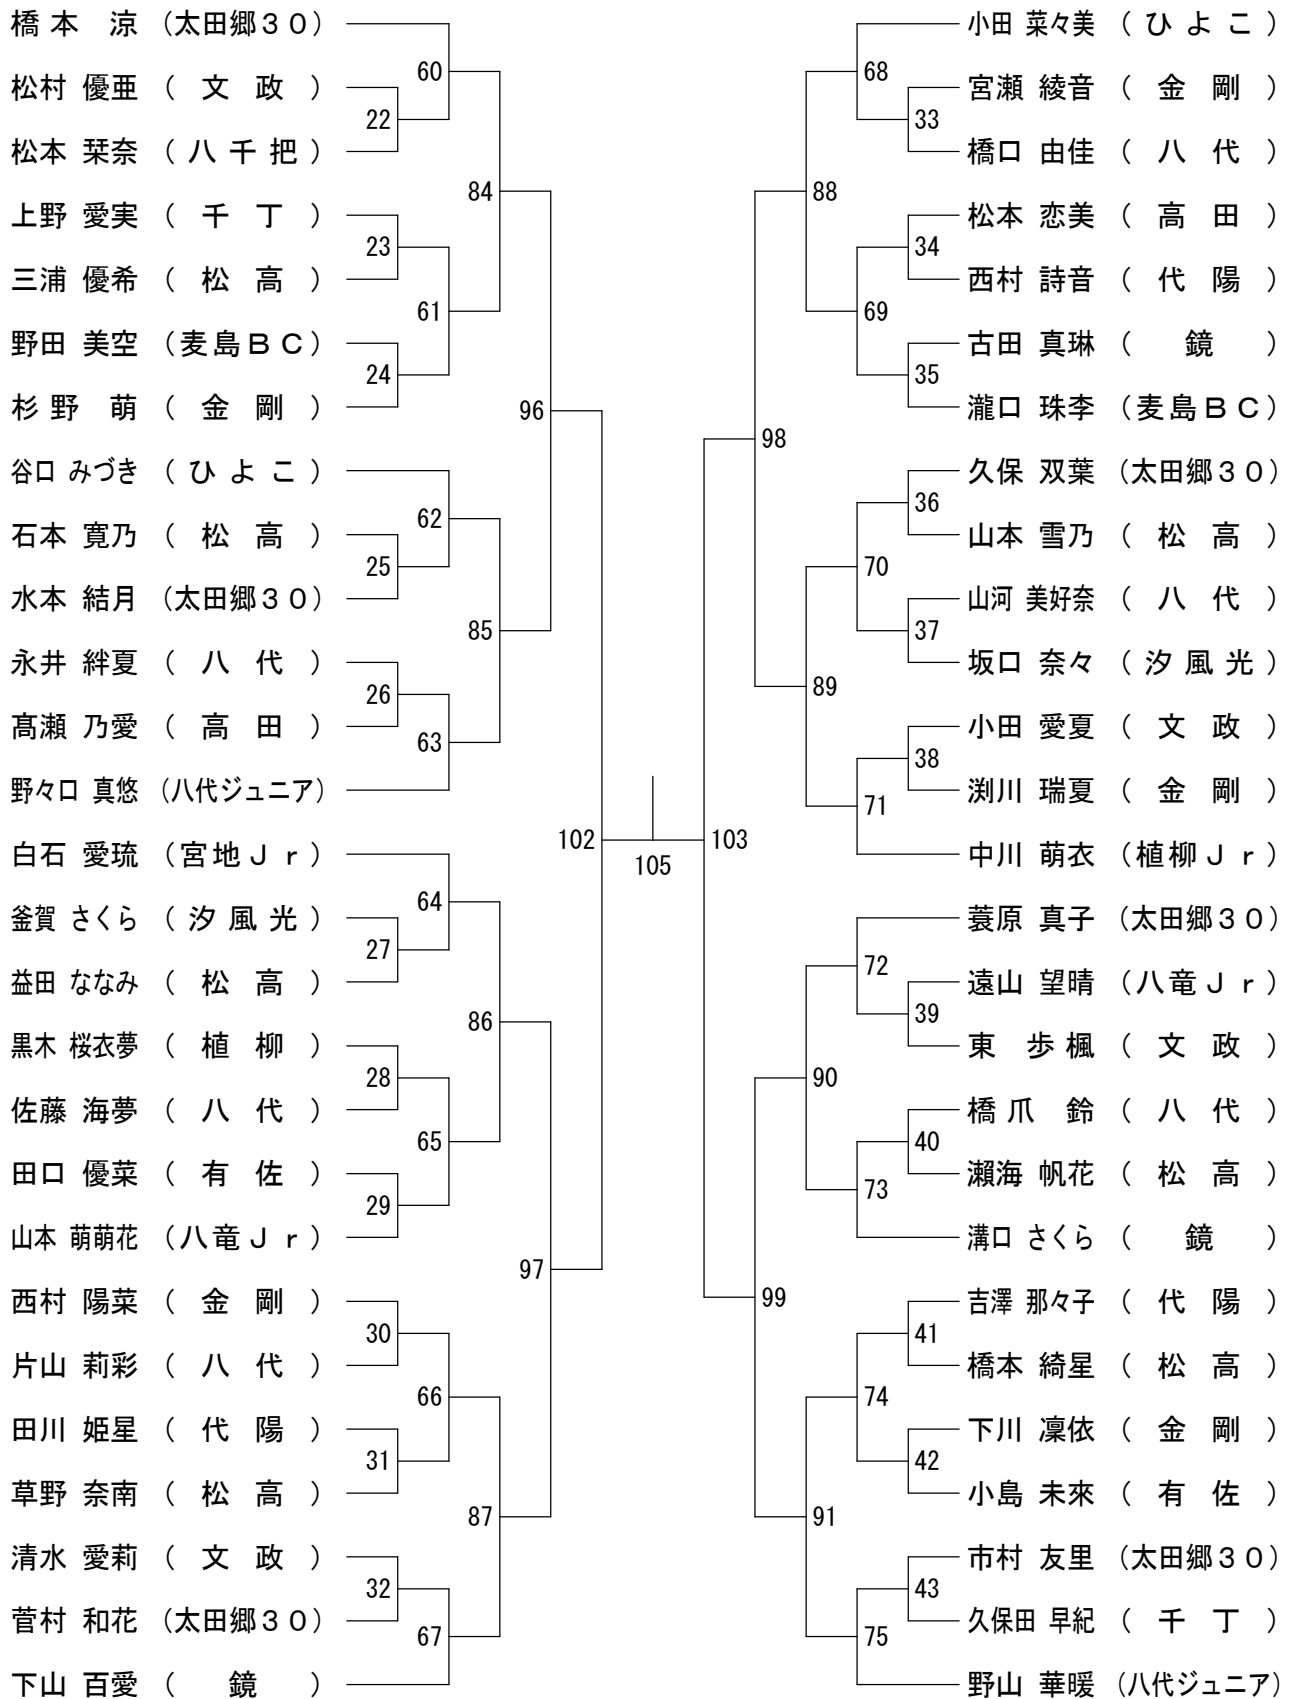 橋本 涼 (太田郷３０)
60
松村 優亜 ( 文 政 )
22
松本 栞奈 ( 八 千 把 )
84
上野 愛実 ( 千 丁 )
23
三浦 優希 ( 松 高 )
61
野田 美空 (麦島ＢＣ)
24
杉野 萌 ( 金 剛 )
96
谷口 みづき ( ひ よ こ )
62
石本 寛乃 ( 松 高 )
25
水本 結月 (太田郷３０)
85
永井 絆夏 ( 八 代 )
26
髙瀬 乃愛 ( 高 田 )
63
野々口 真悠 (八代ジュニア)
102
白石 愛琉 (宮地Ｊｒ)
64
釜賀 さくら ( 汐 風 光 )
27
益田 ななみ ( 松 高 )
86
黒木 桜衣夢 ( 植 柳 )
28
佐藤 海夢 ( 八 代 )
65
田口 優菜 ( 有 佐 )
29
山本 萌萌花 (八竜Ｊｒ)
97
西村 陽菜 ( 金 剛 )
30
片山 莉彩 ( 八 代 )
66
田川 姫星 ( 代 陽 )
31
草野 奈南 ( 松 高 )
87
清水 愛莉 ( 文 政 )
32
菅村 和花 (太田郷３０)
67
下山 百愛 ( 鏡 )
105
小田 菜々美 ( ひ よ こ )
68
宮瀬 綾音 ( 金 剛 )
33
橋口 由佳 ( 八 代 )
88
松本 恋美 ( 高 田 )
34
西村 詩音 ( 代 陽 )
69
古田 真琳 ( 鏡 )
35
瀧口 珠李 (麦島ＢＣ)
98
久保 双葉 (太田郷３０)
36
山本 雪乃 ( 松 高 )
70
山河 美好奈 ( 八 代 )
37
坂口 奈々 ( 汐 風 光 )
89
小田 愛夏 ( 文 政 )
38
渕川 瑞夏 ( 金 剛 )
71
103
中川 萌衣 (植柳Ｊｒ)
蓑原 真子 (太田郷３０)
72
遠山 望晴 (八竜Ｊｒ)
39
東 歩楓 ( 文 政 )
90
橋爪 鈴 ( 八 代 )
40
瀬海 帆花 ( 松 高 )
73
溝口 さくら ( 鏡 )
99
吉澤 那々子 ( 代 陽 )
41
橋本 綺星 ( 松 高 )
74
下川 凜依 ( 金 剛 )
42
小島 未來 ( 有 佐 )
91
市村 友里 (太田郷３０)
43
久保田 早紀 ( 千 丁 )
75
野山 華暖 (八代ジュニア)